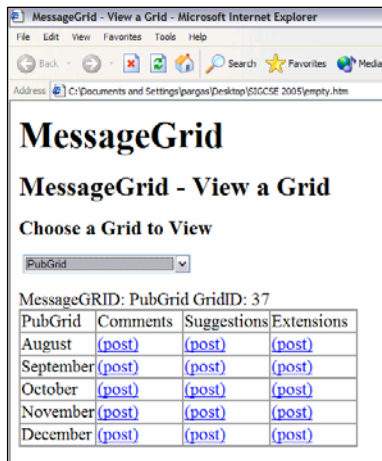 MessageGrid - View a Grid - Microsoft Internet Explorer
File Edit View Favorites Tools Help
Back Search Favorites Media
Address C:\Documents and Settings\pargas\Desktop\SIGCSE 2005\empty.htm
MessageGrid
MessageGrid - View a Grid
Choose a Grid to View
PubGrid
MessageGRID: PubGrid GridID: 37
PubGrid Comments Suggestions Extensions
August (post) (post) (post)
September (post) (post) (post)
October (post) (post) (post)
November (post) (post) (post)
December (post) (post) (post)